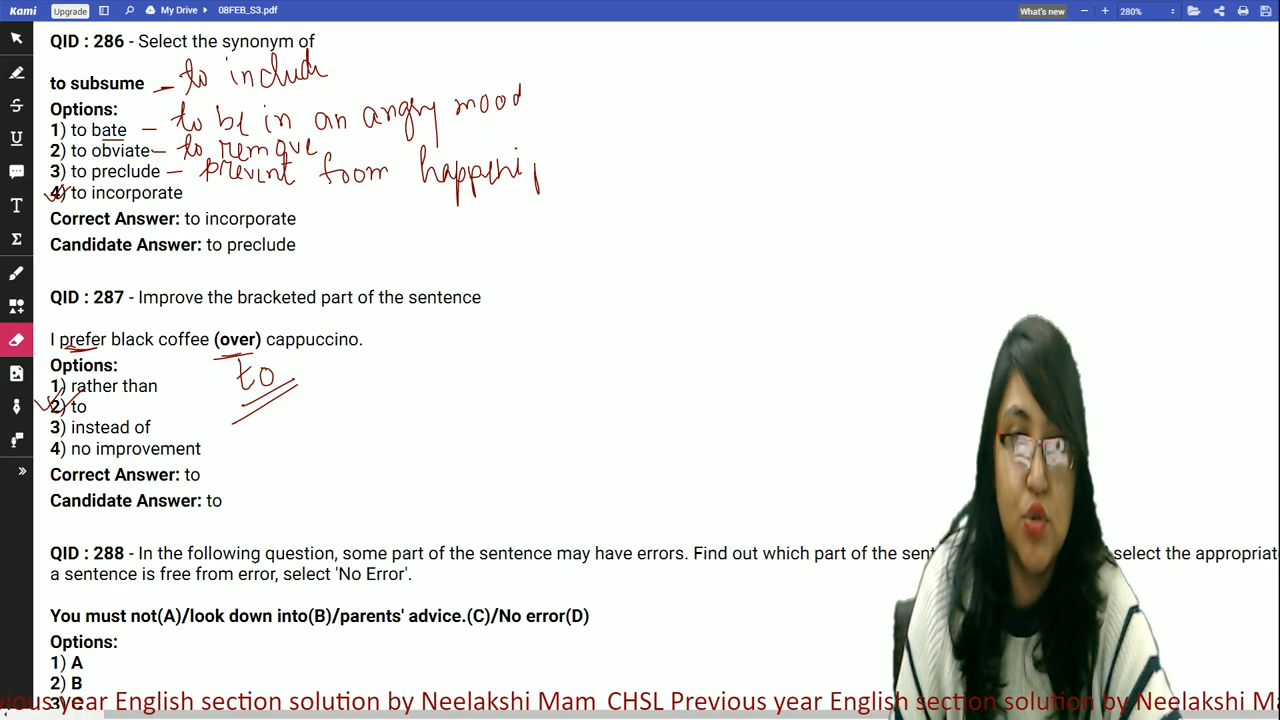 Kami Upgrade My Drive 08FEB_S3.pdf What's new 280%
QID : 286 - Select the synonym of
to subsume - to include
Options:
1) to bate - to be in an angry mood
2) to obviate - to remove
3) to preclude - prevent from happenin
4) to incorporate
Correct Answer: to incorporate
Candidate Answer: to preclude
QID : 287 - Improve the bracketed part of the sentence
I prefer black coffee (over) cappuccino.
Options:
to
1) rather than
2) to
3) instead of
4) no improvement
Correct Answer: to
Candidate Answer: to
QID : 288 - In the following question, some part of the sentence may have errors. Find out which part of the sent select the appropriat
a sentence is free from error, select 'No Error'.
You must not(A)/look down into(B)/parents' advice.(C)/No error(D)
Options:
1) A
2) B
vious year English section solution by Neelakshi Mam CHSL Previous year English section solution by Neelakshi Ma